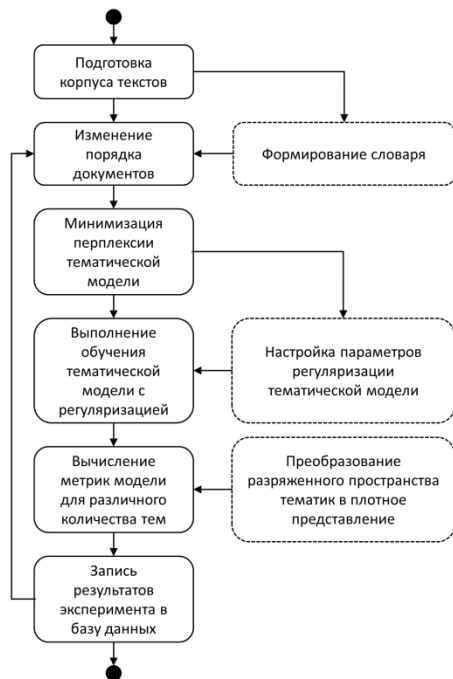 Подготовка
корпуса текстов
Изменение
порядка
документов
Формирование словаря
Минимизация
перплексии
тематической
модели
Выполнение
обучения
тематической
модели с
регуляризацией
Настройка параметров
регуляризации
тематической модели
Вычисление
метрик модели
для различного
количества тем
Преобразование
разряженного пространства
тематик в плотное
представление
Запись
результатов
эксперимента в
базу данных